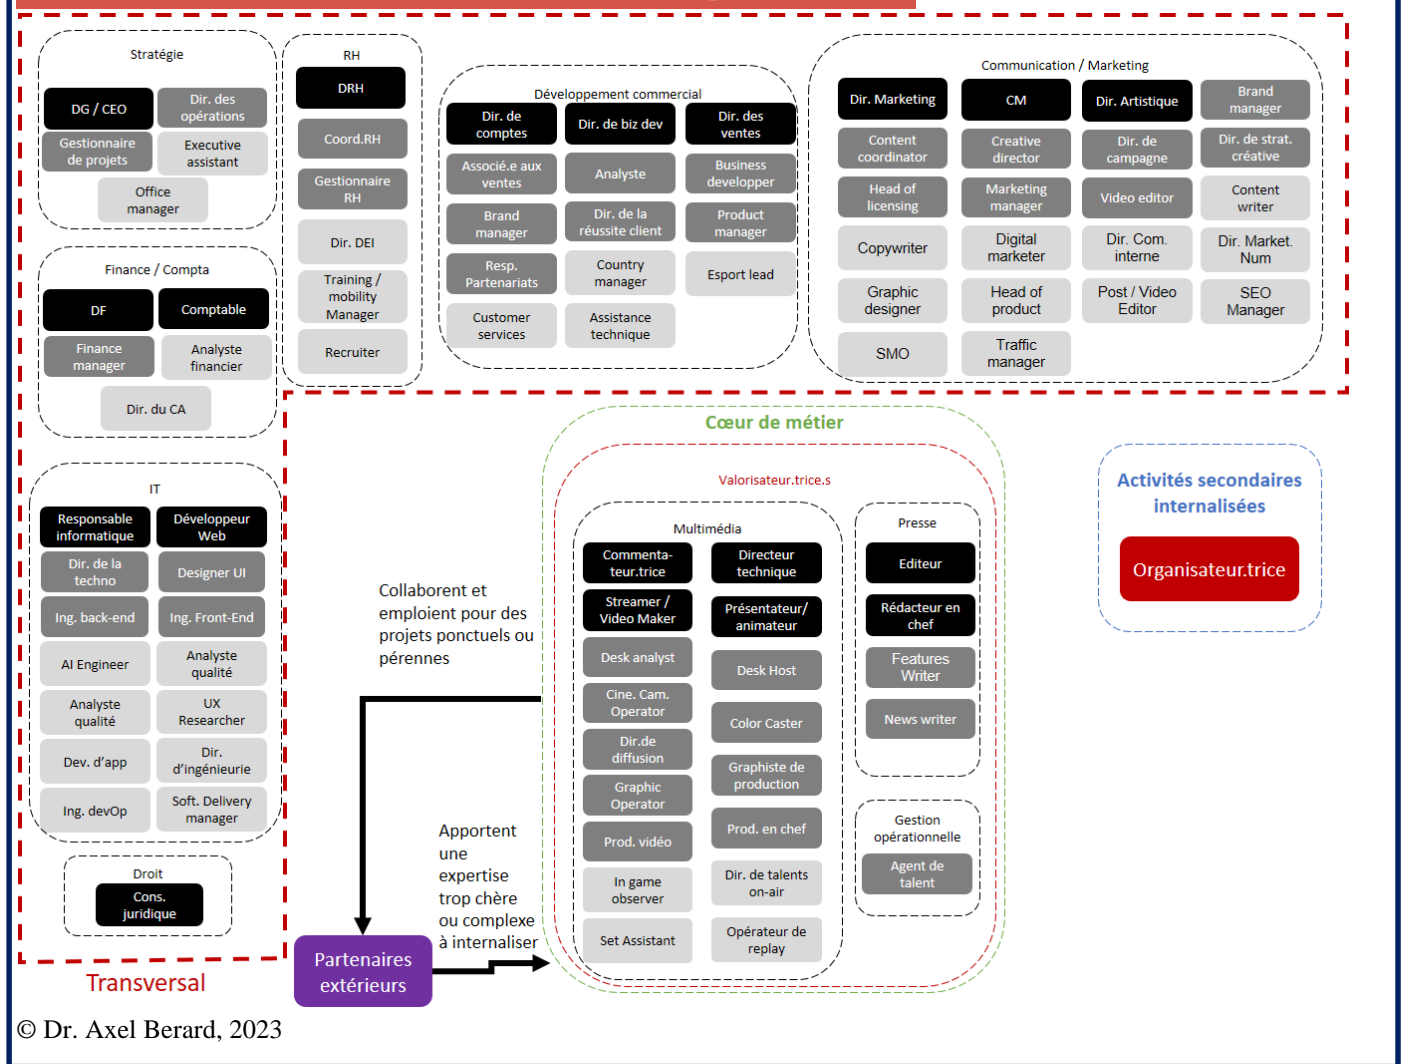 Stratégie
DG / CEO
Dir. des
opérations
Gestionnaire
de projets
Executive
assistant
Office
manager
RH
DRH
Coord.RH
Gestionnaire
RH
Dir. DEI
Training /
mobility
Manager
Recruiter
Développement commercial
Dir. de
comptes
Dir. de biz dev
Dir. des
ventes
Associé.e aux
ventes
Analyste
Business
developper
Brand
manager
Dir. de la
réussite client
Product
manager
Resp.
Partenariats
Country
manager
Esport lead
Customer
services
Assistance
technique
Communication / Marketing
Dir. Marketing
CM
Dir. Artistique
Brand
manager
Content
coordinator
Creative
director
Dir. de
campagne
Dir. de strat.
créative
Head of
licensing
Marketing
manager
Video editor
Content
writer
Copywriter
Digital
marketer
Dir. Com.
interne
Dir. Market.
Num
Graphic
designer
Head of
product
Post / Video
Editor
SEO
Manager
SMO
Traffic
manager
Finance / Compta
DF
Comptable
Finance
manager
Analyste
financier
Dir. du CA
IT
Responsable
informatique
Développeur
Web
Dir. de la
techno
Designer UI
Ing. back-end
Ing. Front-End
AI Engineer
Analyste
qualité
Analyste
qualité
UX
Researcher
Dev. d'app
Dir.
d'ingénieurie
Ing. devOp
Soft. Delivery
manager
Droit
Cons.
juridique
Transversal
Collaborent et
emploient pour des
projets ponctuels ou
pérennes
Apportent
une
expertise
trop chère
ou complexe
à internaliser
Partenaires
extérieurs
Cœur de métier
Valorisateur.trice.s
Multimédia
Commenta-
teur.trice
Directeur
technique
Streamer /
Video Maker
Présentateur/
animateur
Desk analyst
Desk Host
Cine. Cam.
Operator
Color Caster
Dir.de
diffusion
Graphiste de
production
Graphic
Operator
Prod. en chef
Prod. vidéo
In game
observer
Dir. de talents
on-air
Set Assistant
Opérateur de
replay
Presse
Editeur
Rédacteur en
chef
Features
Writer
News writer
Gestion
opérationnelle
Agent de
talent
Activités secondaires
internalisées
Organisateur.trice
© Dr. Axel Berard, 2023